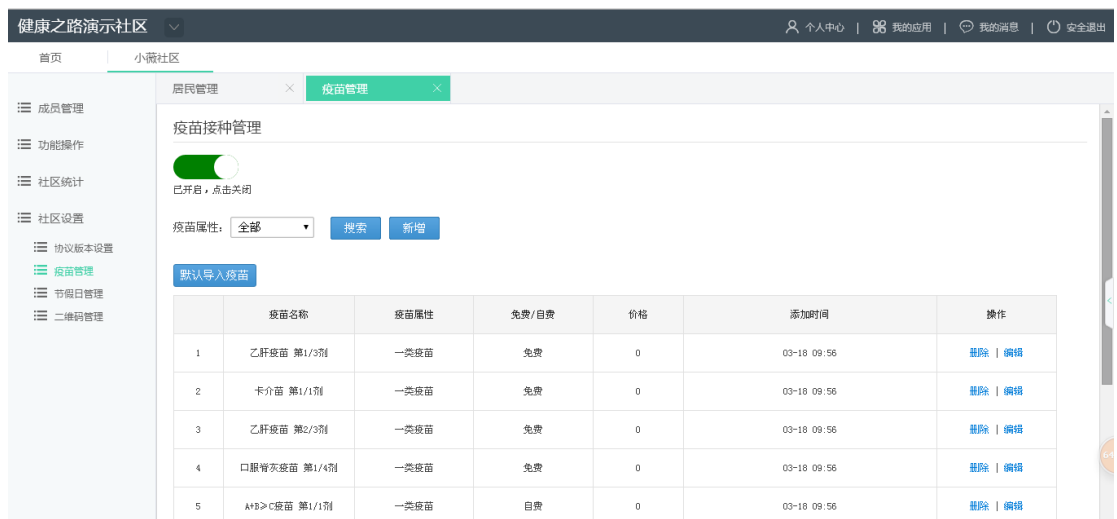 健康之路演示社区 个人中心 | 我的应用 | 我的消息 | 安全退出
首页 小薇社区
居民管理 疫苗管理
成员管理
功能操作
社区统计
社区设置
协议版本设置
疫苗管理
节假日管理
二维码管理
疫苗接种管理
已开启，点击关闭
疫苗属性： 全部 搜索 新增
默认导入疫苗
疫苗名称 疫苗属性 免费/自费 价格 添加时间 操作
1 乙肝疫苗 第1/3剂 一类疫苗 免费 0 03-18 09:56 删除 | 编辑
2 卡介苗 第1/1剂 一类疫苗 免费 0 03-18 09:56 删除 | 编辑
3 乙肝疫苗 第2/3剂 一类疫苗 免费 0 03-18 09:56 删除 | 编辑
4 口服脊灰疫苗 第1/4剂 一类疫苗 免费 0 03-18 09:56 删除 | 编辑
5 A+B≥C疫苗 第1/1剂 一类疫苗 自费 0 03-18 09:56 删除 | 编辑